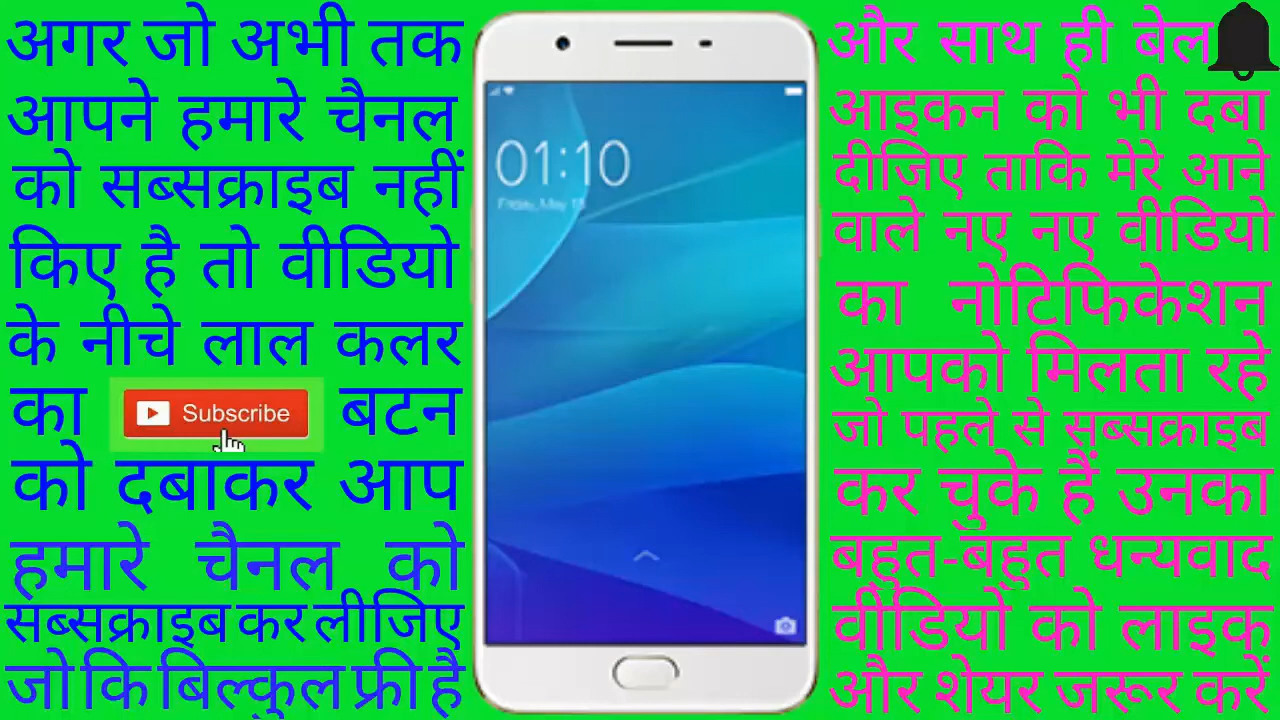 अगर जो अभी तक
आपने हमारे चैनल
को सब्सक्राइब नहीं
किए है तो वीडियो
के नीचे लाल कलर
का Subscribe बटन
को दबाकर आप
हमारे चैनल को
सब्सक्राइब कर लीजिए
जो कि बिल्कुल फ्री है
01:10
Friday, May
और साथ ही बेल
आइकन को भी दबा
दीजिए ताकि मेरे आने
वाले नए नए वीडियो
का नोटिफिकेशन
आपको मिलता रहे
जो पहले से सब्सक्राइब
कर चुके हैं उनका
बहुत-बहुत धन्यवाद
वीडियो को लाइक
और शेयर जरूर करें